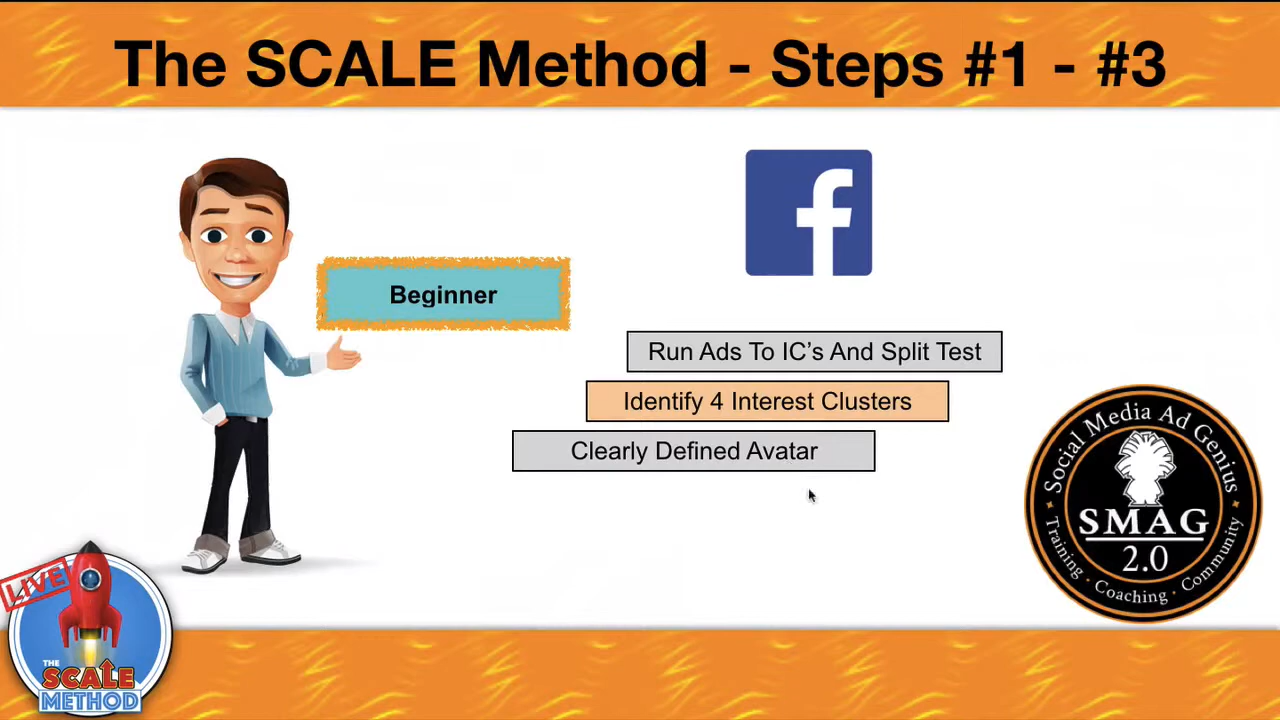 The SCALE Method - Steps #1 - #3
f
Beginner
Run Ads To IC's And Split Test
Identify 4 Interest Clusters
Clearly Defined Avatar
Social Media Ad Genius
SMAG
2.0
Training · Coaching · Community
LIVE
THE
SCALE
METHOD